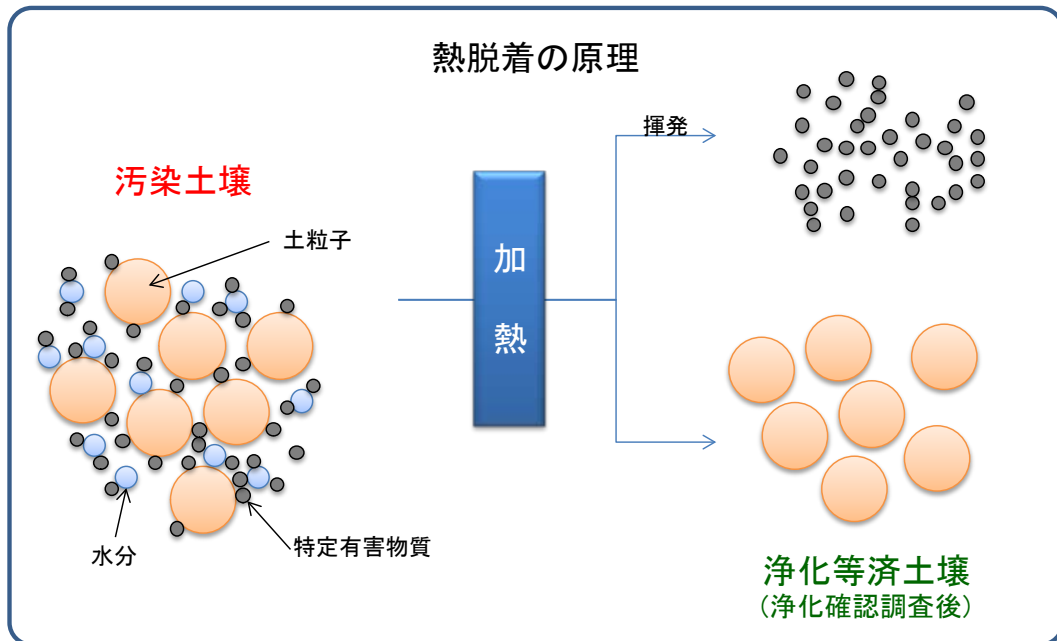 熱脱着の原理
揮発
汚染土壌
土粒子
加
熱
水分
特定有害物質
浄化等済土壌
(浄化確認調査後)